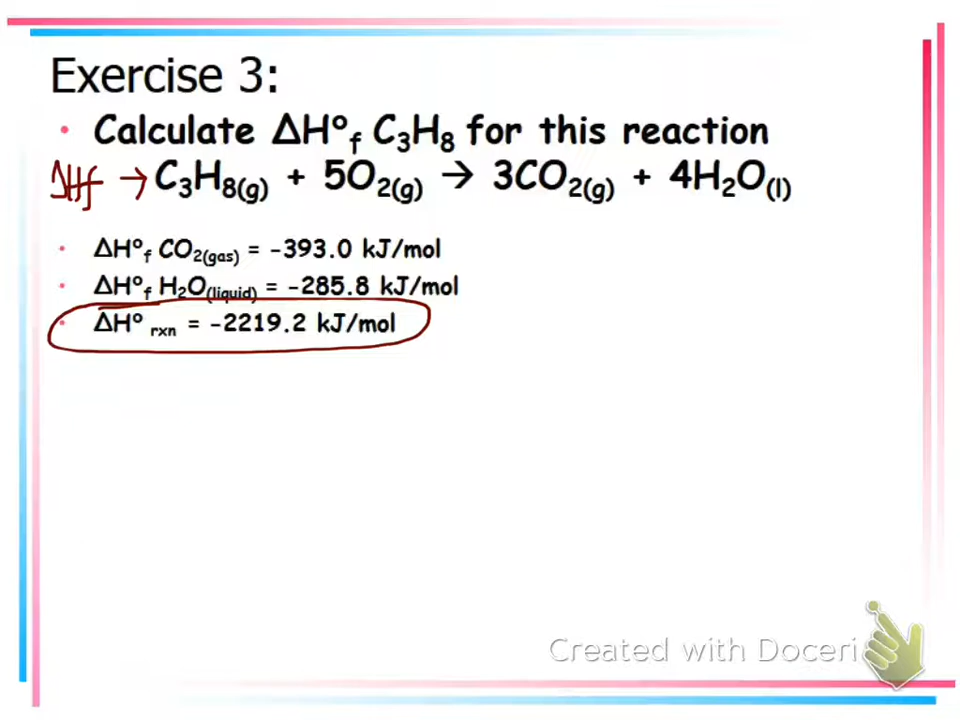 Exercise 3:
• Calculate ΔH°f C3H8 for this reaction
ΔHf → C3H8(g) + 5O2(g) → 3CO2(g) + 4H2O(l)
• ΔH°f CO2(gas) = -393.0 kJ/mol
• ΔH°f H2O(liquid) = -285.8 kJ/mol
• ΔH° rxn = -2219.2 kJ/mol
Created with Doceri